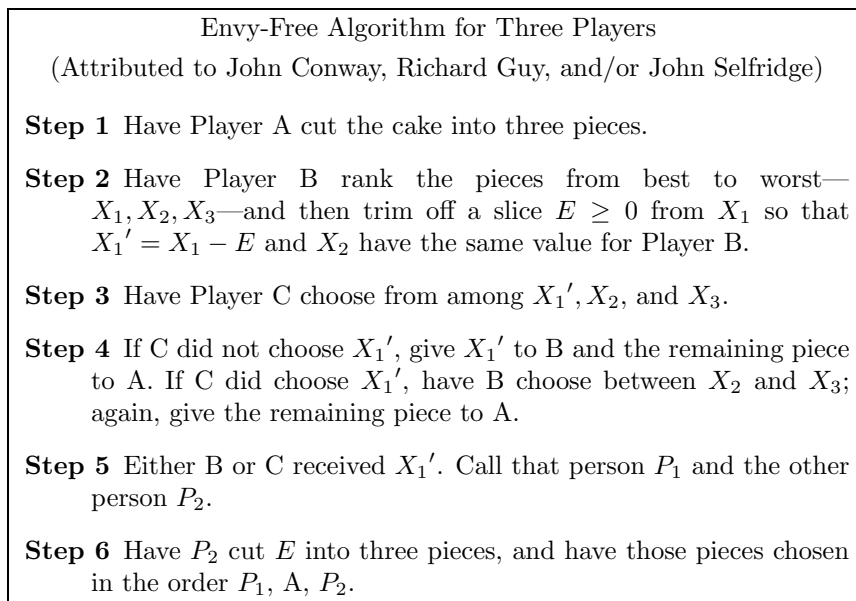 Envy-Free Algorithm for Three Players
(Attributed to John Conway, Richard Guy, and/or John Selfridge)
Step 1 Have Player A cut the cake into three pieces.
Step 2 Have Player B rank the pieces from best to worst—
X₁, X₂, X₃—and then trim off a slice E ≥ 0 from X₁ so that
X₁′ = X₁ − E and X₂ have the same value for Player B.
Step 3 Have Player C choose from among X₁′, X₂, and X₃.
Step 4 If C did not choose X₁′, give X₁′ to B and the remaining piece
to A. If C did choose X₁′, have B choose between X₂ and X₃;
again, give the remaining piece to A.
Step 5 Either B or C received X₁′. Call that person P₁ and the other
person P₂.
Step 6 Have P₂ cut E into three pieces, and have those pieces chosen
in the order P₁, A, P₂.